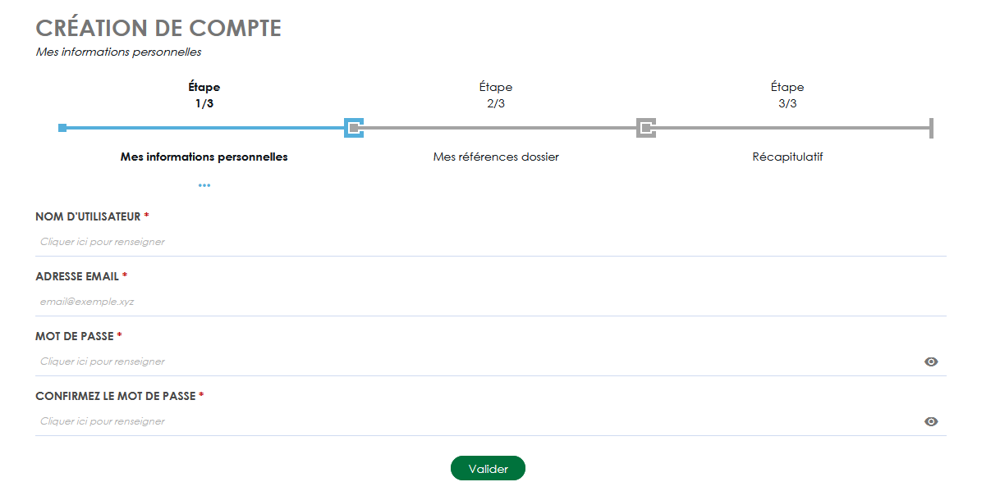 CRÉATION DE COMPTE
Mes informations personnelles
Étape
1/3
Étape
2/3
Étape
3/3
Mes informations personnelles
Mes références dossier
Récapitulatif
NOM D'UTILISATEUR *
Cliquer ici pour renseigner
ADRESSE EMAIL *
email@exemple.xyz
MOT DE PASSE *
Cliquer ici pour renseigner
CONFIRMEZ LE MOT DE PASSE *
Cliquer ici pour renseigner
Valider